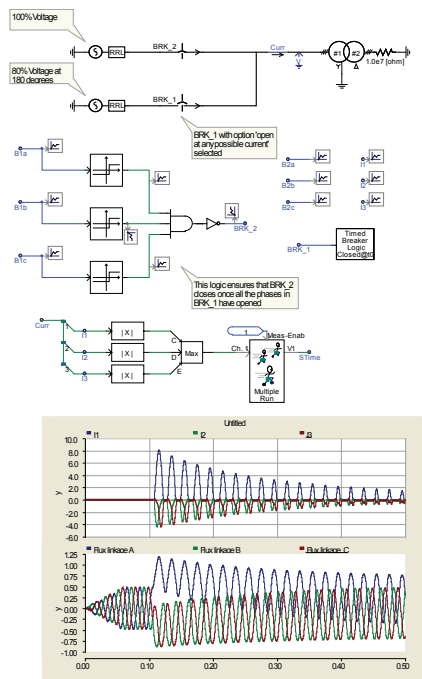 100% Voltage
BRK_2
RRL
Curr
V
#1
#2
1.0e7 [ohm]
80% Voltage at
180 degrees
RRL
BRK_1
BRK_1 with option 'open
at any possible current'
selected
B1a
B1b
B1c
BRK_2
B2a
B2b
B2c
I1
I2
I3
BRK_1
Timed
Breaker
Logic
Closed@t0
This logic ensures that BRK_2
closes once all the phases in
BRK_1 have opened
Curr
1
I1
2
I2
3
I3
|X|
|X|
|X|
C
D
E
Max
1
Meas-Enab
Ch. 1
V1
STime
Multiple
Run
Untitled
I1
I2
I3
y
10.0
8.0
6.0
4.0
2.0
0.0
-2.0
-4.0
-6.0
Flux linkage A
Flux linkage B
Flux linkage_C
y
1.25
1.00
0.75
0.50
0.25
0.00
-0.25
-0.50
-0.75
-1.00
0.00
0.10
0.20
0.30
0.40
0.50